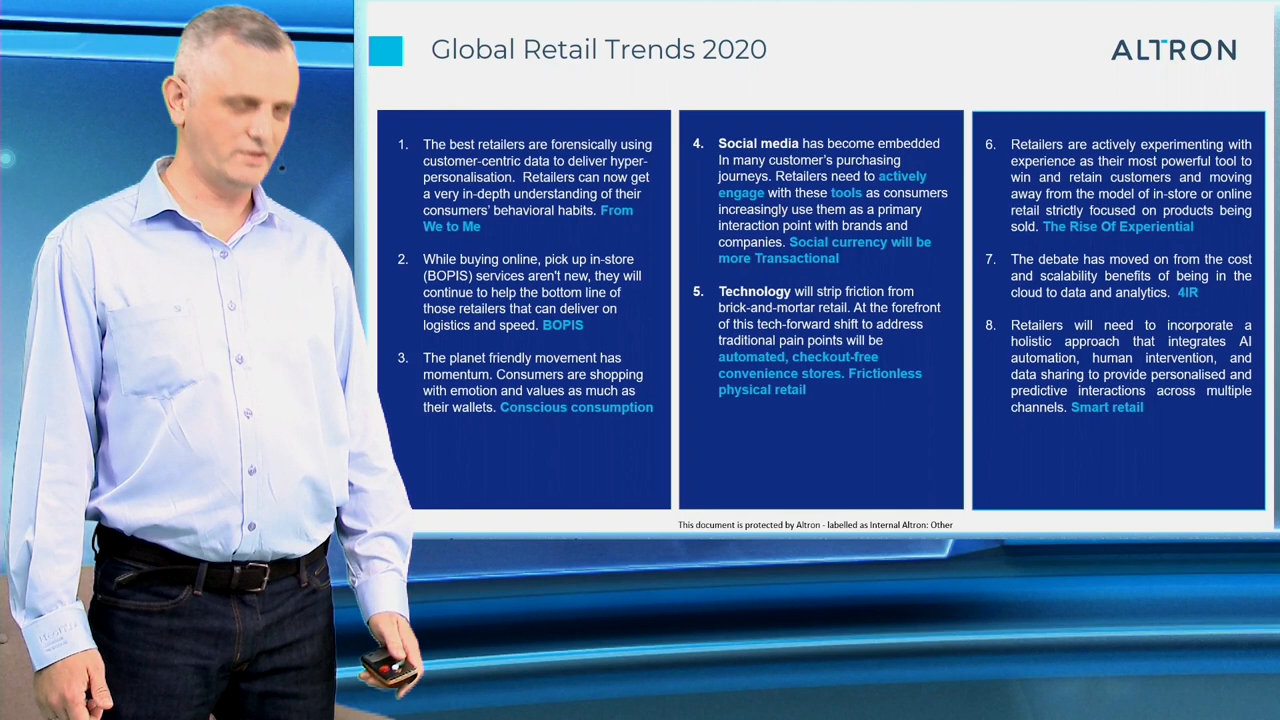 Global Retail Trends 2020
ALTRON
1. The best retailers are forensically using
customer-centric data to deliver hyper-
personalisation. Retailers can now get
a very in-depth understanding of their
consumers' behavioral habits. From
We to Me
2. While buying online, pick up in-store
(BOPIS) services aren't new, they will
continue to help the bottom line of
those retailers that can deliver on
logistics and speed. BOPIS
3. The planet friendly movement has
momentum. Consumers are shopping
with emotion and values as much as
their wallets. Conscious consumption
4. Social media has become embedded
In many customer's purchasing
journeys. Retailers need to actively
engage with these tools as consumers
increasingly use them as a primary
interaction point with brands and
companies. Social currency will be
more Transactional
5. Technology will strip friction from
brick-and-mortar retail. At the forefront
of this tech-forward shift to address
traditional pain points will be
automated, checkout-free
convenience stores. Frictionless
physical retail
6. Retailers are actively experimenting with
experience as their most powerful tool to
win and retain customers and moving
away from the model of in-store or online
retail strictly focused on products being
sold. The Rise Of Experiential
7. The debate has moved on from the cost
and scalability benefits of being in the
cloud to data and analytics. 4IR
8. Retailers will need to incorporate a
holistic approach that integrates AI
automation, human intervention, and
data sharing to provide personalised and
predictive interactions across multiple
channels. Smart retail
This document is protected by Altron - labelled as Internal Altron: Other